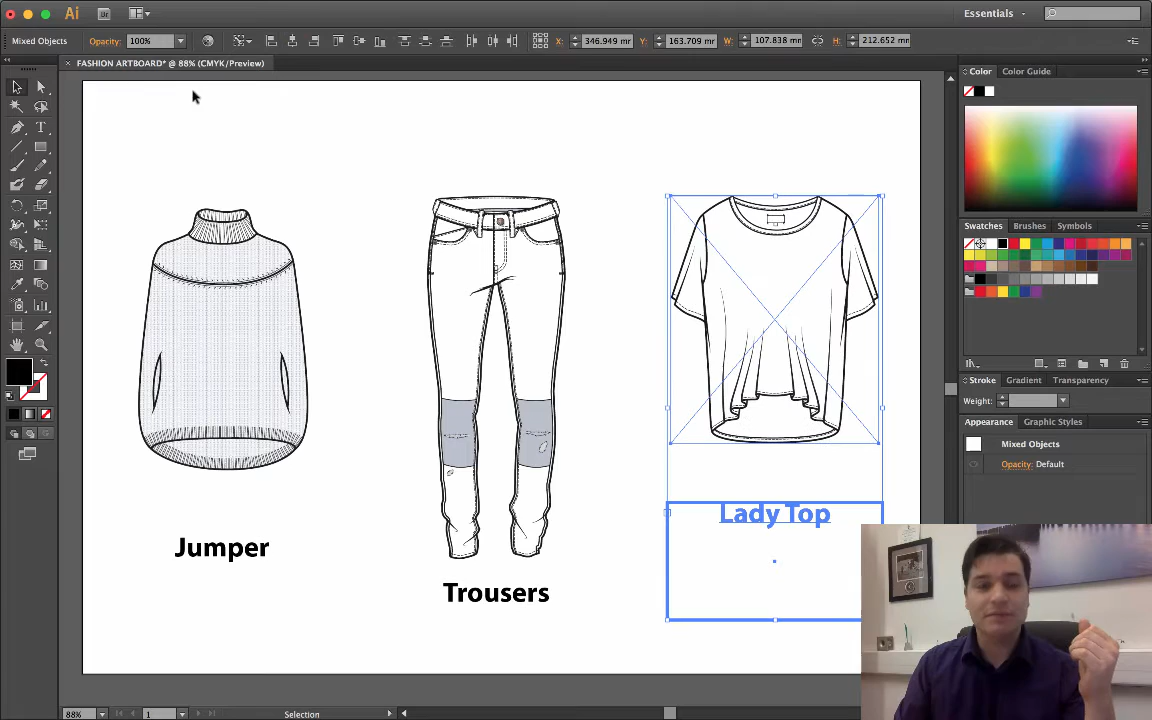 Ai
Br
Essentials
Mixed Objects
Opacity:
100%
X:
346.949 mr
Y:
163.709 mm
W:
107.838 mm
H:
212.652 mm
× FASHION ARTBOARD* @ 88% (CMYK/Preview)
Color
Color Guide
Swatches
Brushes
Symbols
Stroke
Gradient
Transparency
Weight:
Appearance
Graphic Styles
Mixed Objects
Opacity: Default
Lady Top
Jumper
Trousers
88%
1
Selection